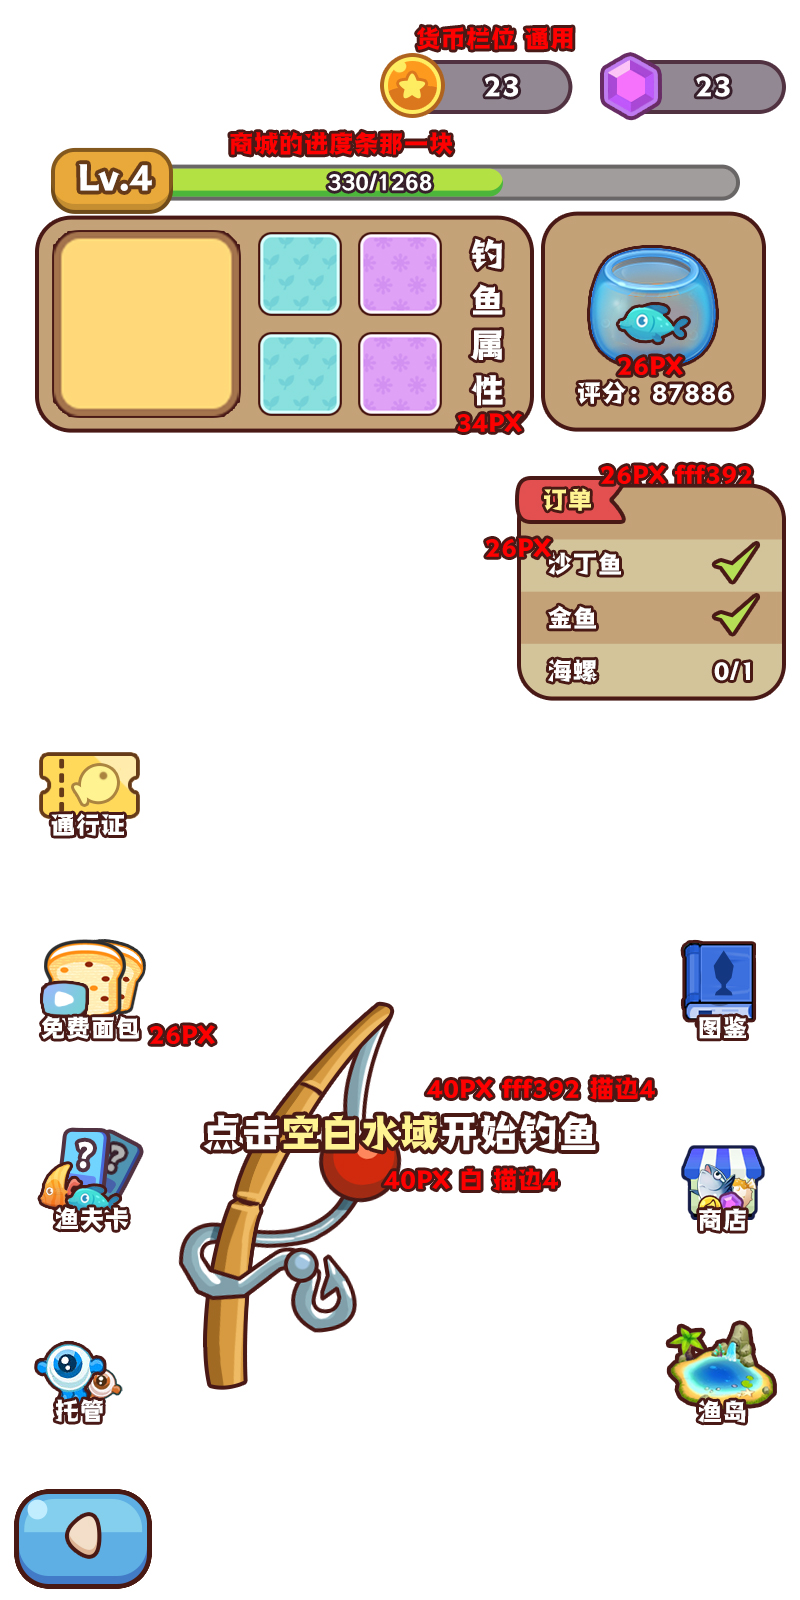 货币栏位 通用
23
23
商城的进度条那一块
Lv.4
330/1268
钓
鱼
属
性
34PX
26PX
评分：87886
26PX fff392
订单
26PX
沙丁鱼
金鱼
海螺 0/1
通行证
免费面包
26PX
图鉴
40PX fff392 描边4
点击空白水域开始钓鱼
40PX 白 描边4
?
?
渔夫卡
商店
托管
渔岛